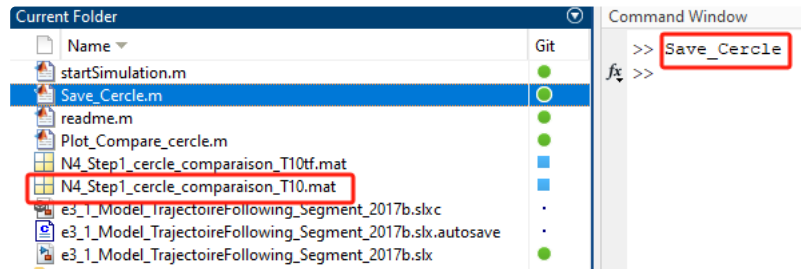 Current Folder
Name Git
startSimulation.m
Save_Cercle.m
readme.m
Plot_Compare_cercle.m
N4_Step1_cercle_comparaison_T10tf.mat
N4_Step1_cercle_comparaison_T10.mat
e3_1_Model_TrajectoireFollowing_Segment_2017b.slxc
e3_1_Model_TrajectoireFollowing_Segment_2017b.slx.autosave
e3_1_Model_TrajectoireFollowing_Segment_2017b.slx
Command Window
>> Save_Cercle
fx >>